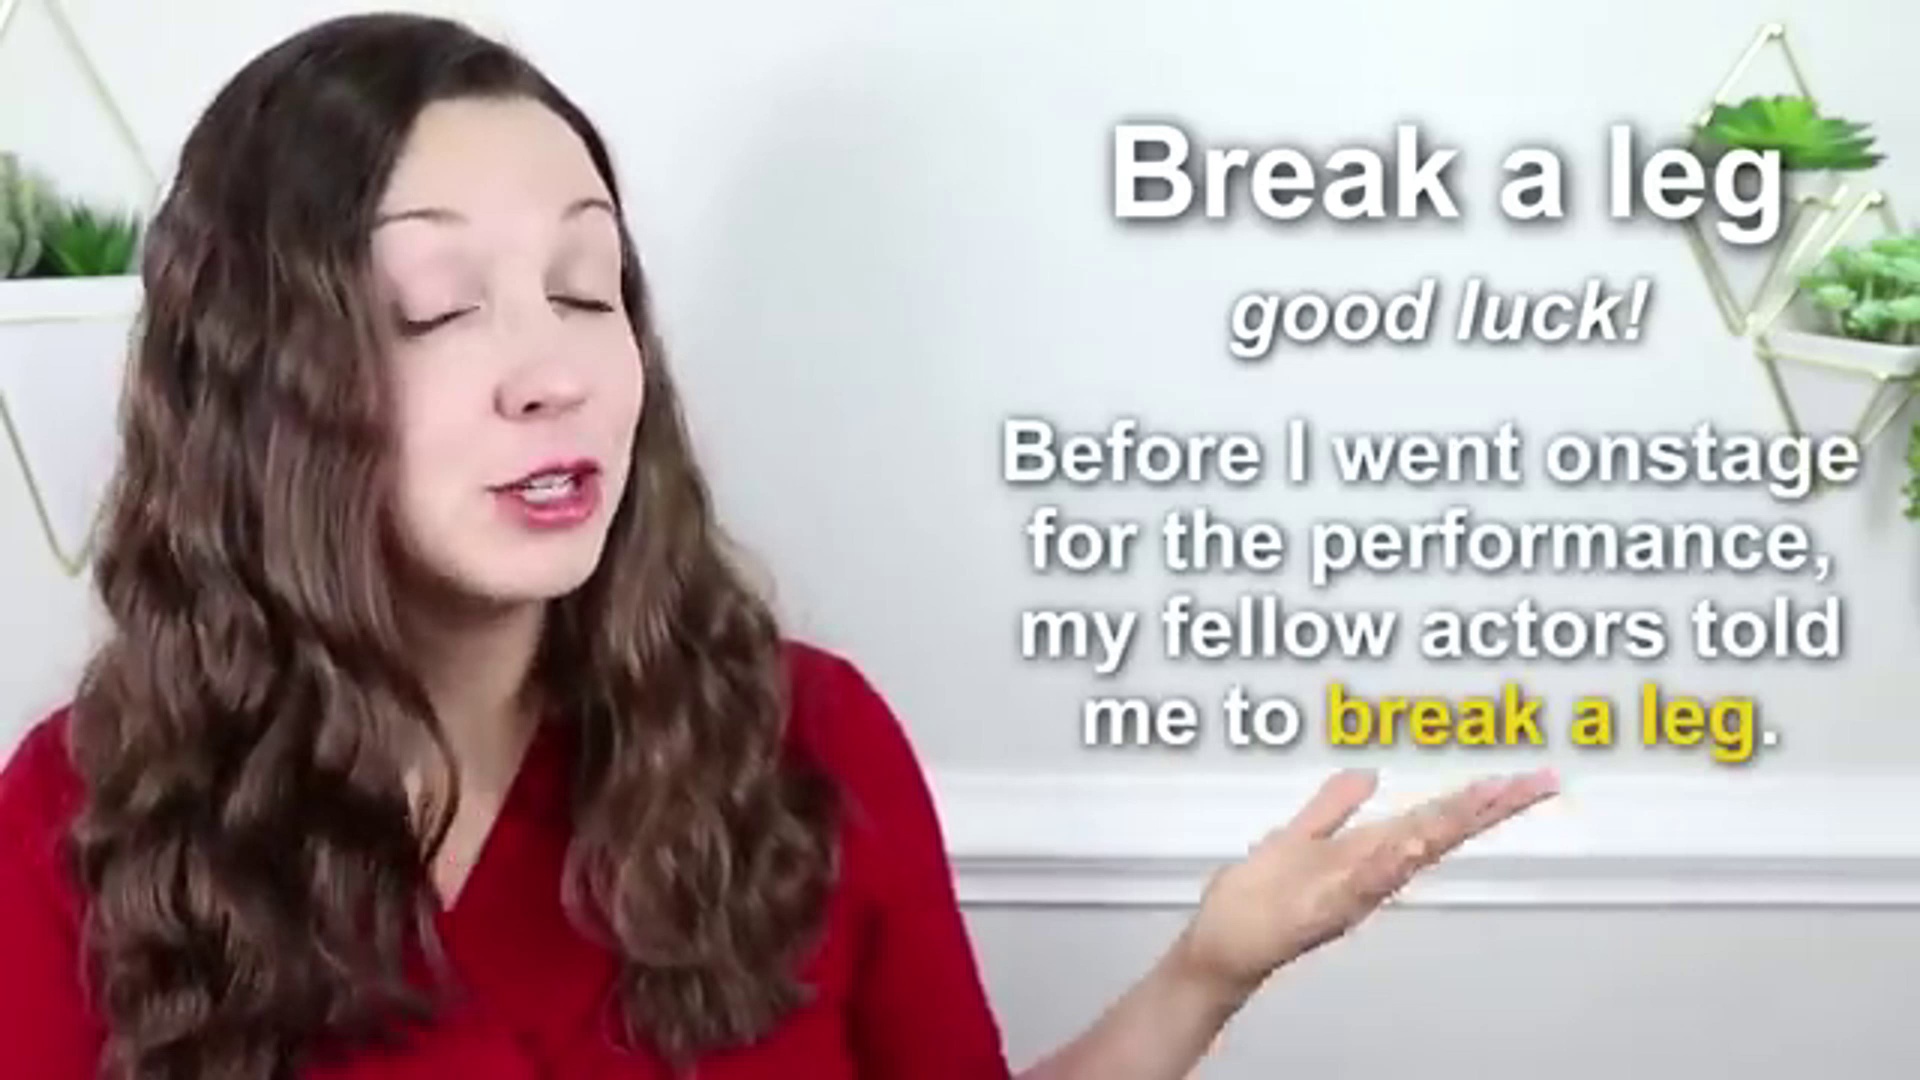 Break a leg
good luck!
Before I went onstage
for the performance,
my fellow actors told
me to break a leg.